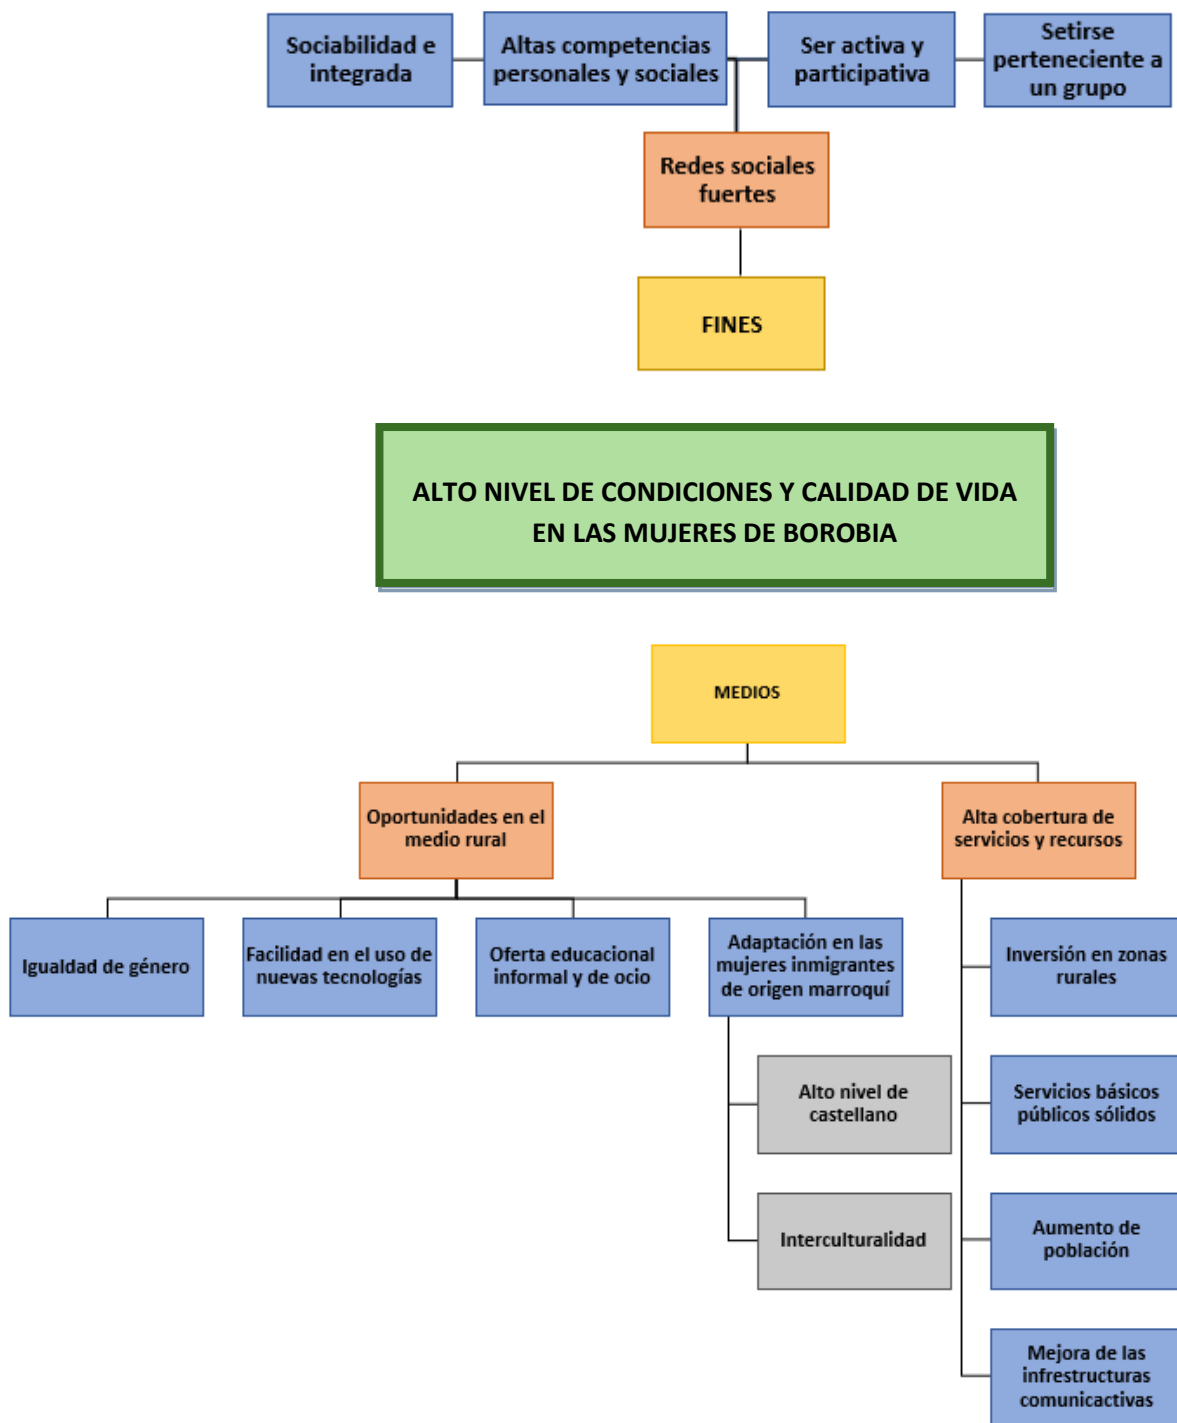 Sociabilidad e
integrada
Altas competencias
personales y sociales
Ser activa y
participativa
Setirse
perteneciente a
un grupo
Redes sociales
fuertes
FINES
ALTO NIVEL DE CONDICIONES Y CALIDAD DE VIDA
EN LAS MUJERES DE BOROBIA
MEDIOS
Oportunidades en el
medio rural
Alta cobertura de
servicios y recursos
Igualdad de género
Facilidad en el uso de
nuevas tecnologías
Oferta educacional
informal y de ocio
Adaptación en las
mujeres inmigrantes
de origen marroquí
Inversión en zonas
rurales
Alto nivel de
castellano
Servicios básicos
públicos sólidos
Interculturalidad
Aumento de
población
Mejora de las
infrestructuras
comunicactivas